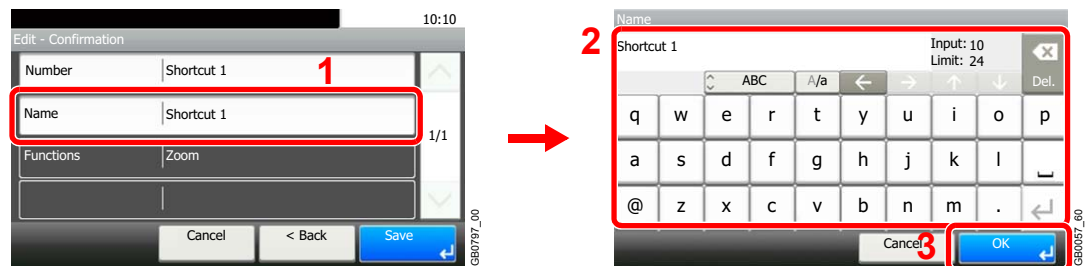 10:10
Edit - Confirmation
Number Shortcut 1
1
Name Shortcut 1
1/1
Functions Zoom
Cancel < Back Save
GB0797_00
Name
2
Shortcut 1
Input: 10
Limit: 24
ABC A/a Del.
q w e r t y u i o p
a s d f g h j k l
@ z x c v b n m .
Cancel 3 OK
GB0057_60